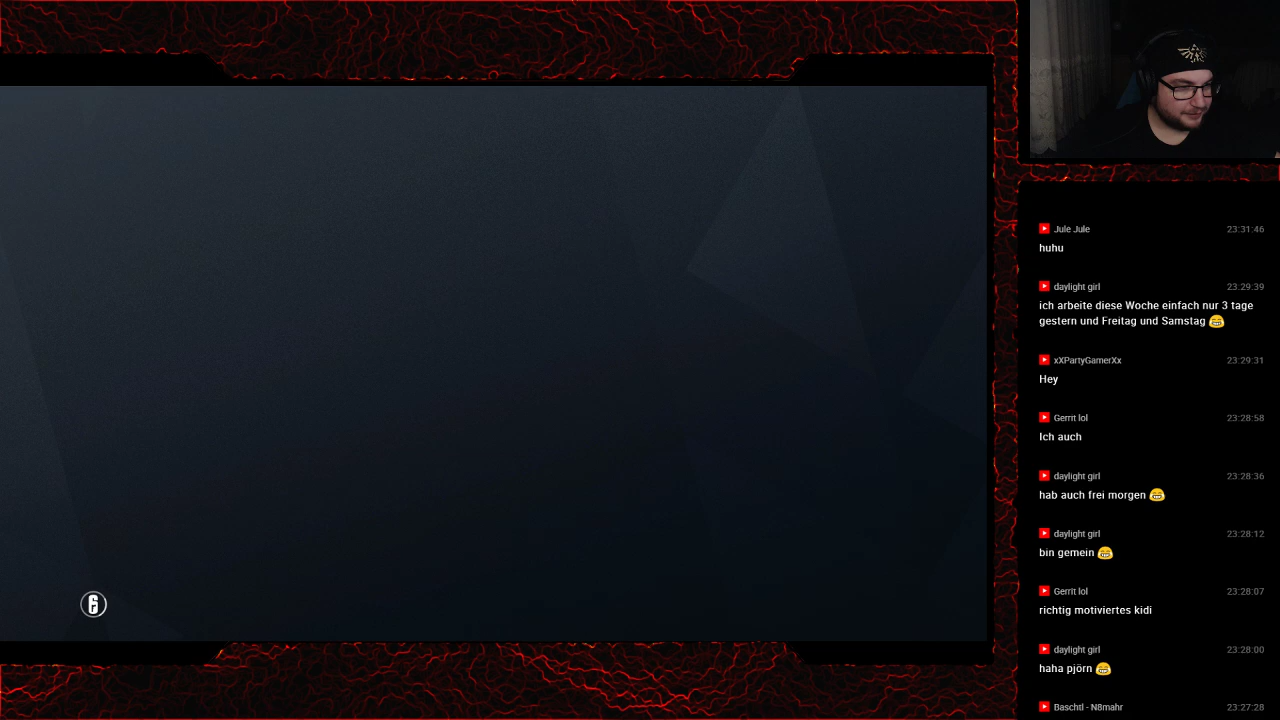 Jule Jule 23:31:46
huhu
daylight girl 23:29:39
ich arbeite diese Woche einfach nur 3 tage
gestern und Freitag und Samstag 😂
xXPartyGamerXx 23:29:31
Hey
Gerrit lol 23:28:58
Ich auch
daylight girl 23:28:36
hab auch frei morgen 😂
daylight girl 23:28:12
bin gemein 😂
Gerrit lol 23:28:07
richtig motiviertes kidi
daylight girl 23:28:00
haha pjörn 😂
Baschtl - N8mahr 23:27:28
6